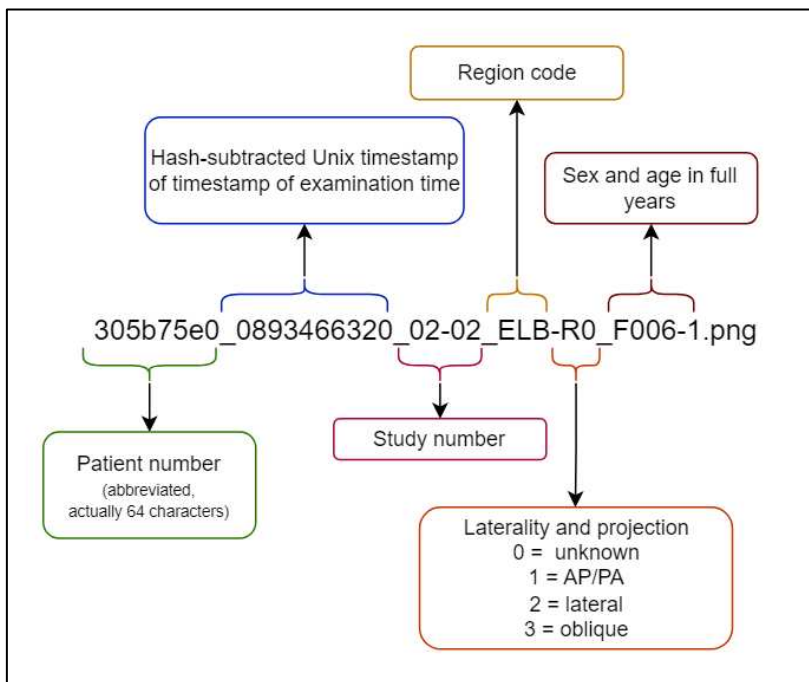 Region code
Hash-subtracted Unix timestamp
of timestamp of examination time
Sex and age in full
years
305b75e0_0893466320_02-02_ELB-R0_F006-1.png
Patient number
(abbreviated,
actually 64 characters)
Study number
Laterality and projection
0 = unknown
1 = AP/PA
2 = lateral
3 = oblique